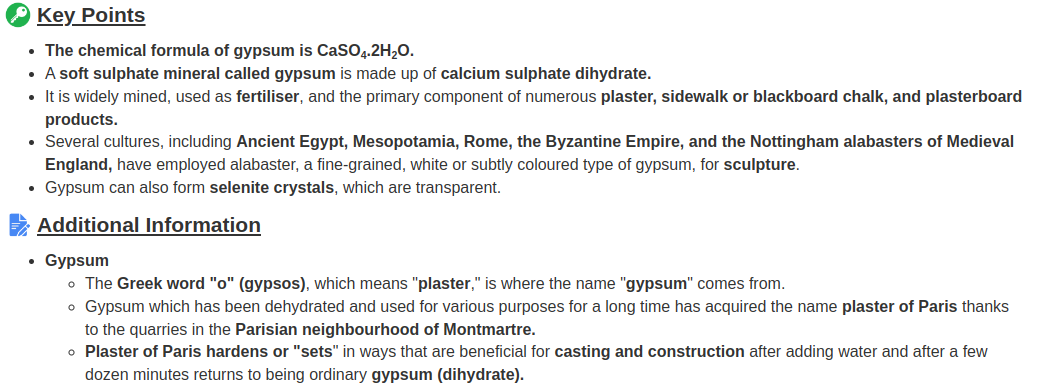 Key Points
• The chemical formula of gypsum is CaSO₄.2H₂O.
• A soft sulphate mineral called gypsum is made up of calcium sulphate dihydrate.
• It is widely mined, used as fertiliser, and the primary component of numerous plaster, sidewalk or blackboard chalk, and plasterboard
products.
• Several cultures, including Ancient Egypt, Mesopotamia, Rome, the Byzantine Empire, and the Nottingham alabasters of Medieval
England, have employed alabaster, a fine-grained, white or subtly coloured type of gypsum, for sculpture.
• Gypsum can also form selenite crystals, which are transparent.
Additional Information
• Gypsum
○ The Greek word "o" (gypsos), which means "plaster," is where the name "gypsum" comes from.
○ Gypsum which has been dehydrated and used for various purposes for a long time has acquired the name plaster of Paris thanks
to the quarries in the Parisian neighbourhood of Montmartre.
○ Plaster of Paris hardens or "sets" in ways that are beneficial for casting and construction after adding water and after a few
dozen minutes returns to being ordinary gypsum (dihydrate).